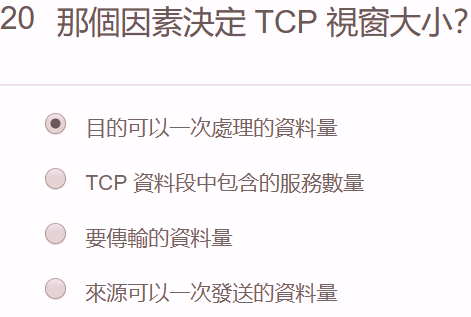 20 那個因素決定 TCP 視窗大小?
目的可以一次處理的資料量
TCP 資料段中包含的服務數量
要傳輸的資料量
來源可以一次發送的資料量